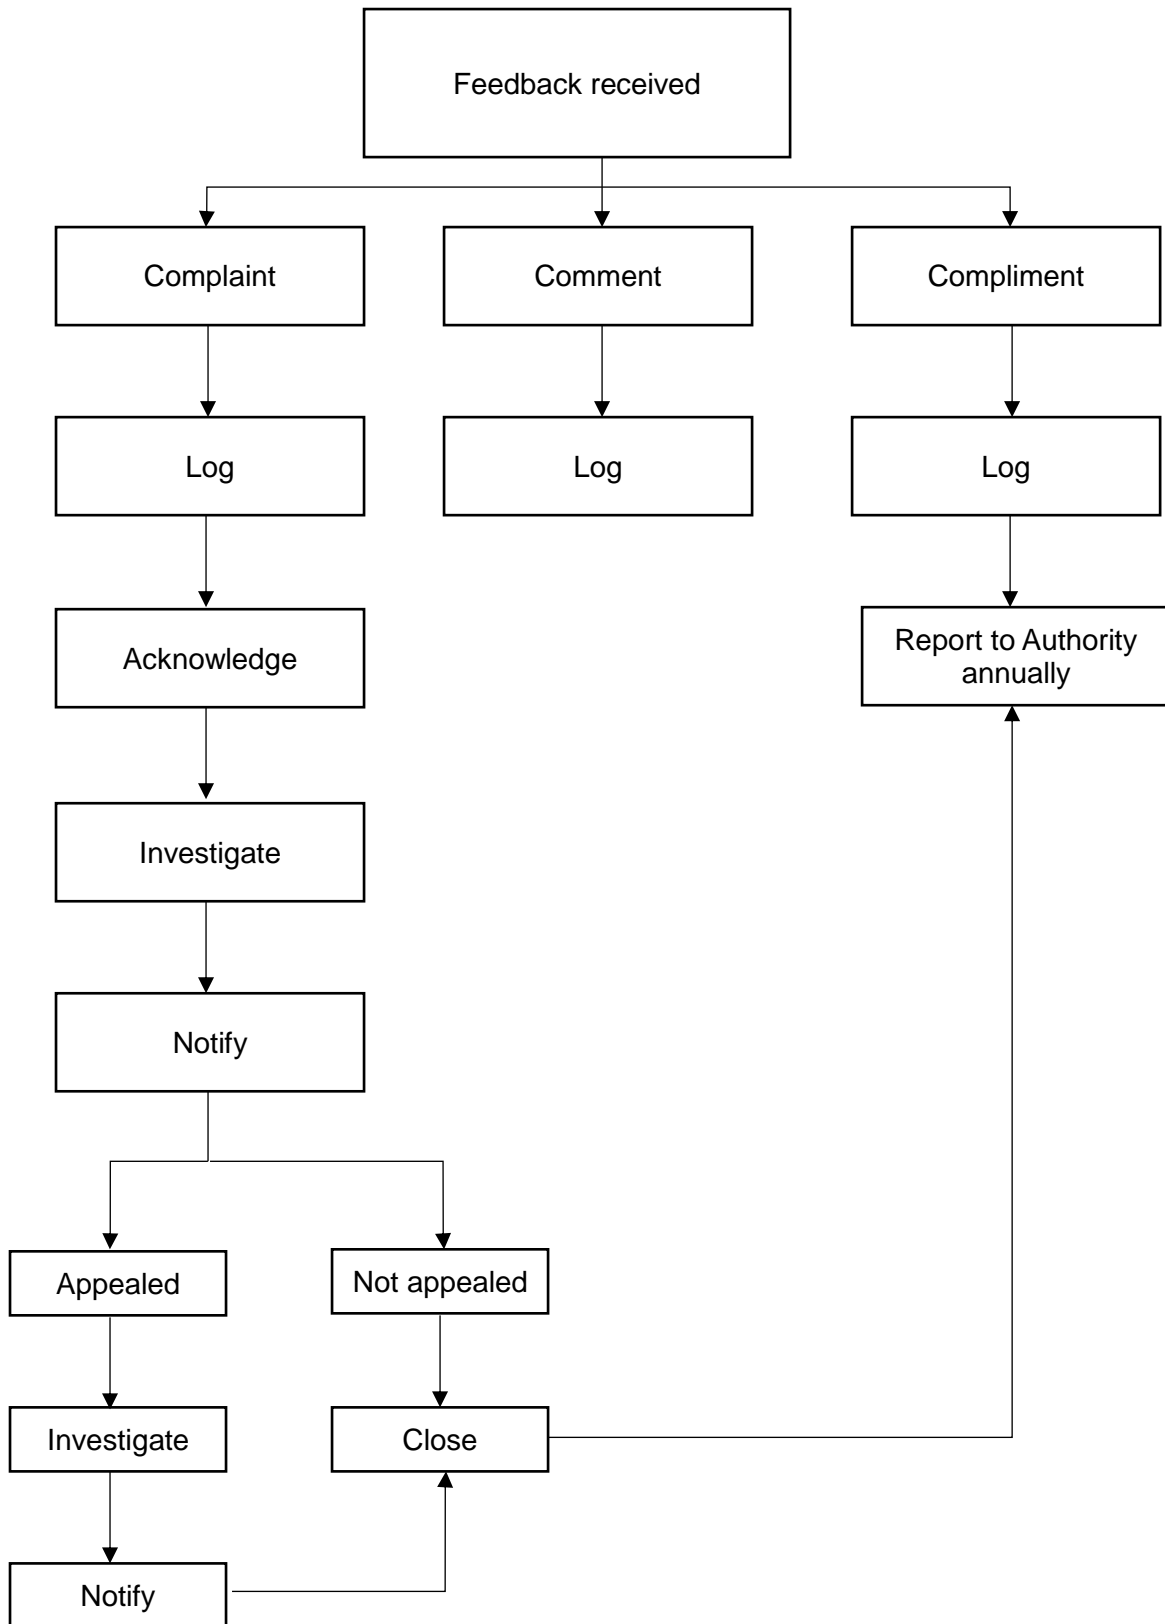 Feedback received
Complaint
Comment
Compliment
Log
Log
Log
Acknowledge
Report to Authority
annually
Investigate
Notify
Appealed
Not appealed
Investigate
Close
Notify